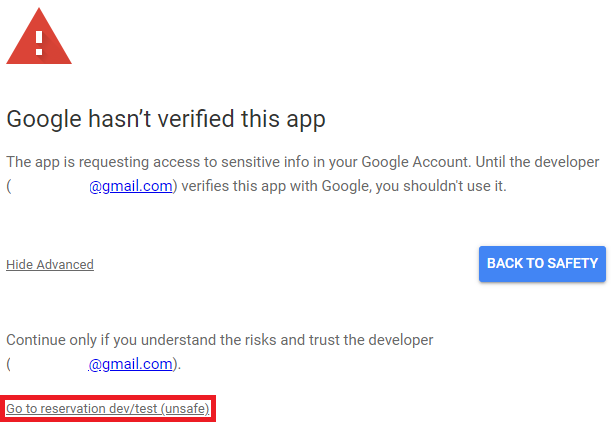 Google hasn’t verified this app
The app is requesting access to sensitive info in your Google Account. Until the developer
( @gmail.com) verifies this app with Google, you shouldn't use it.
Hide Advanced
BACK TO SAFETY
Continue only if you understand the risks and trust the developer
( @gmail.com).
Go to reservation dev/test (unsafe)